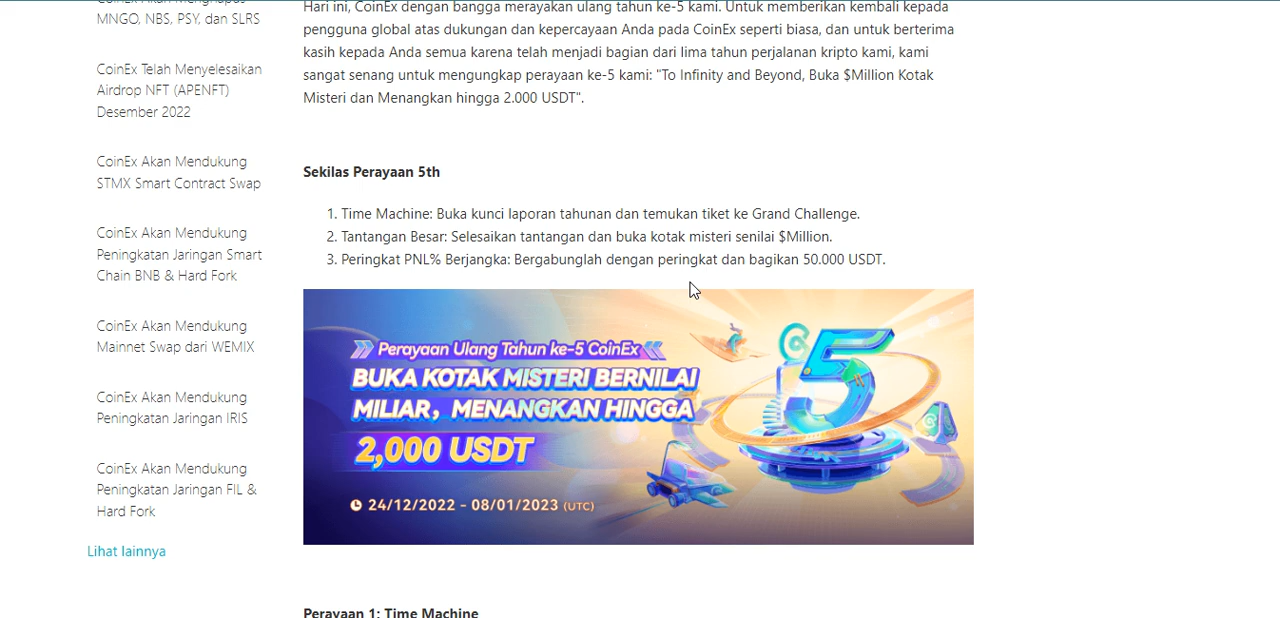 CoinEx Akan Menghapus
MNGO, NBS, PSY, dan SLRS
CoinEx Telah Menyelesaikan
Airdrop NFT (APENFT)
Desember 2022
CoinEx Akan Mendukung
STMX Smart Contract Swap
CoinEx Akan Mendukung
Peningkatan Jaringan Smart
Chain BNB & Hard Fork
CoinEx Akan Mendukung
Mainnet Swap dari WEMIX
CoinEx Akan Mendukung
Peningkatan Jaringan IRIS
CoinEx Akan Mendukung
Peningkatan Jaringan FIL &
Hard Fork
Lihat lainnya
Hari ini, CoinEx dengan bangga merayakan ulang tahun ke-5 kami. Untuk memberikan kembali kepada
pengguna global atas dukungan dan kepercayaan Anda pada CoinEx seperti biasa, dan untuk berterima
kasih kepada Anda semua karena telah menjadi bagian dari lima tahun perjalanan kripto kami, kami
sangat senang untuk mengungkap perayaan ke-5 kami: "To Infinity and Beyond, Buka $Million Kotak
Misteri dan Menangkan hingga 2.000 USDT".
Sekilas Perayaan 5th
1. Time Machine: Buka kunci laporan tahunan dan temukan tiket ke Grand Challenge.
2. Tantangan Besar: Selesaikan tantangan dan buka kotak misteri senilai $Million.
3. Peringkat PNL% Berjangka: Bergabunglah dengan peringkat dan bagikan 50.000 USDT.
Perayaan Ulang Tahun ke-5 CoinEx
BUKA KOTAK MISTERI BERNILAI
MILIAR, MENANGKAN HINGGA
2,000 USDT
24/12/2022 - 08/01/2023 (UTC)
5
Perayaan 1: Time Machine